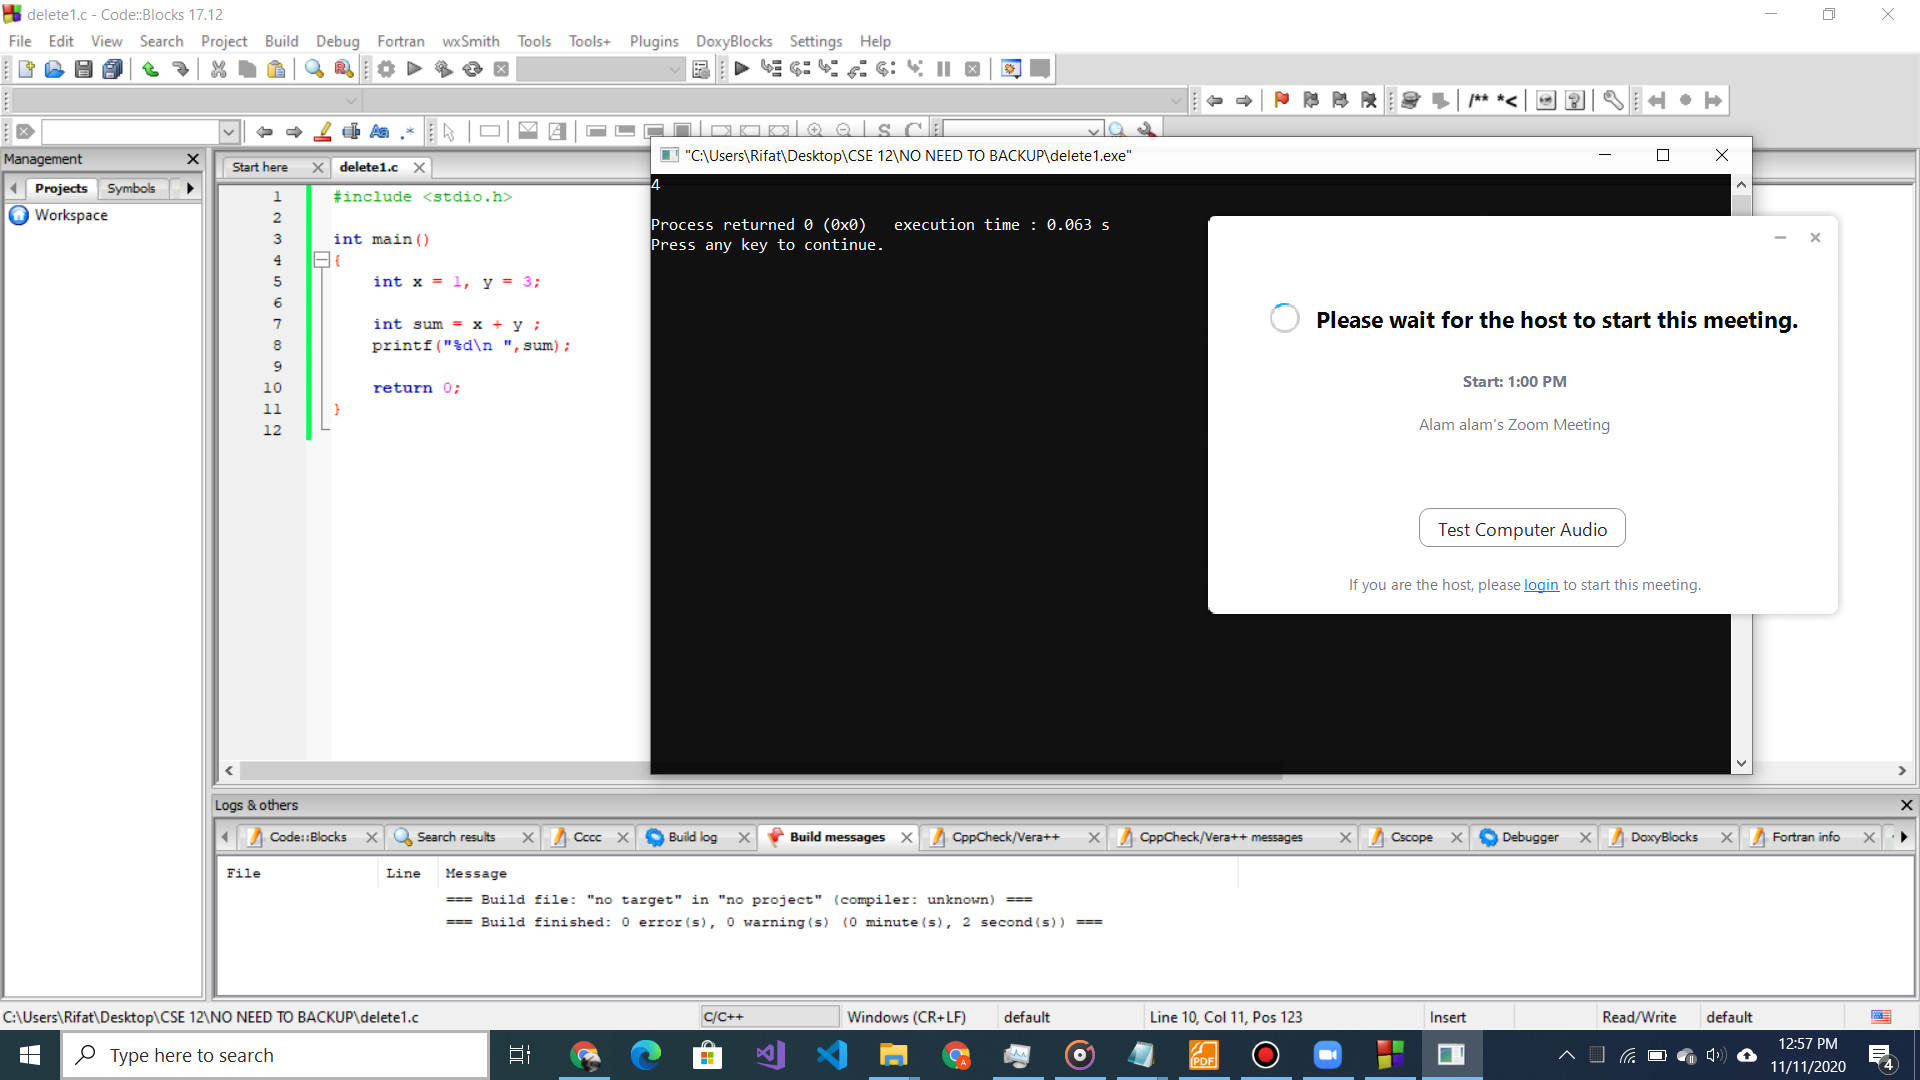 delete1.c - Code::Blocks 17.12
File Edit View Search Project Build Debug Fortran wxSmith Tools Tools+ Plugins DoxyBlocks Settings Help
/** *<
Management
Projects Symbols
Workspace
Start here delete1.c
1 #include <stdio.h>
2
3 int main()
4 {
5 int x = 1, y = 3;
6
7 int sum = x + y ;
8 printf("%d\n ",sum);
9
10 return 0;
11 }
12
"C:\Users\Rifat\Desktop\CSE 12\NO NEED TO BACKUP\delete1.exe"
4
Process returned 0 (0x0) execution time : 0.063 s
Press any key to continue.
Please wait for the host to start this meeting.
Start: 1:00 PM
Alam alam's Zoom Meeting
Test Computer Audio
If you are the host, please login to start this meeting.
Logs & others
Code::Blocks Search results Cccc Build log Build messages CppCheck/Vera++ CppCheck/Vera++ messages Cscope Debugger DoxyBlocks Fortran info
File Line Message
=== Build file: "no target" in "no project" (compiler: unknown) ===
=== Build finished: 0 error(s), 0 warning(s) (0 minute(s), 2 second(s)) ===
C:\Users\Rifat\Desktop\CSE 12\NO NEED TO BACKUP\delete1.c C/C++ Windows (CR+LF) default Line 10, Col 11, Pos 123 Insert Read/Write default
Type here to search
PDF
12:57 PM
11/11/2020
4